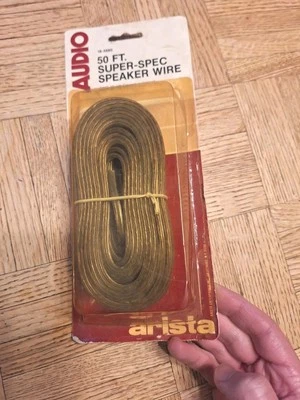 AUDIO
50 FT.
SUPER-SPEC
SPEAKER WIRE
arista